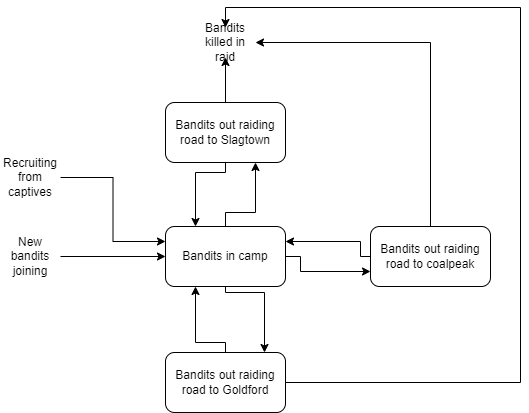 Bandits
killed in
raid
Bandits out raiding
road to Slagtown
Recruiting
from
captives
New
bandits
joining
Bandits in camp
Bandits out raiding
road to coalpeak
Bandits out raiding
road to Goldford